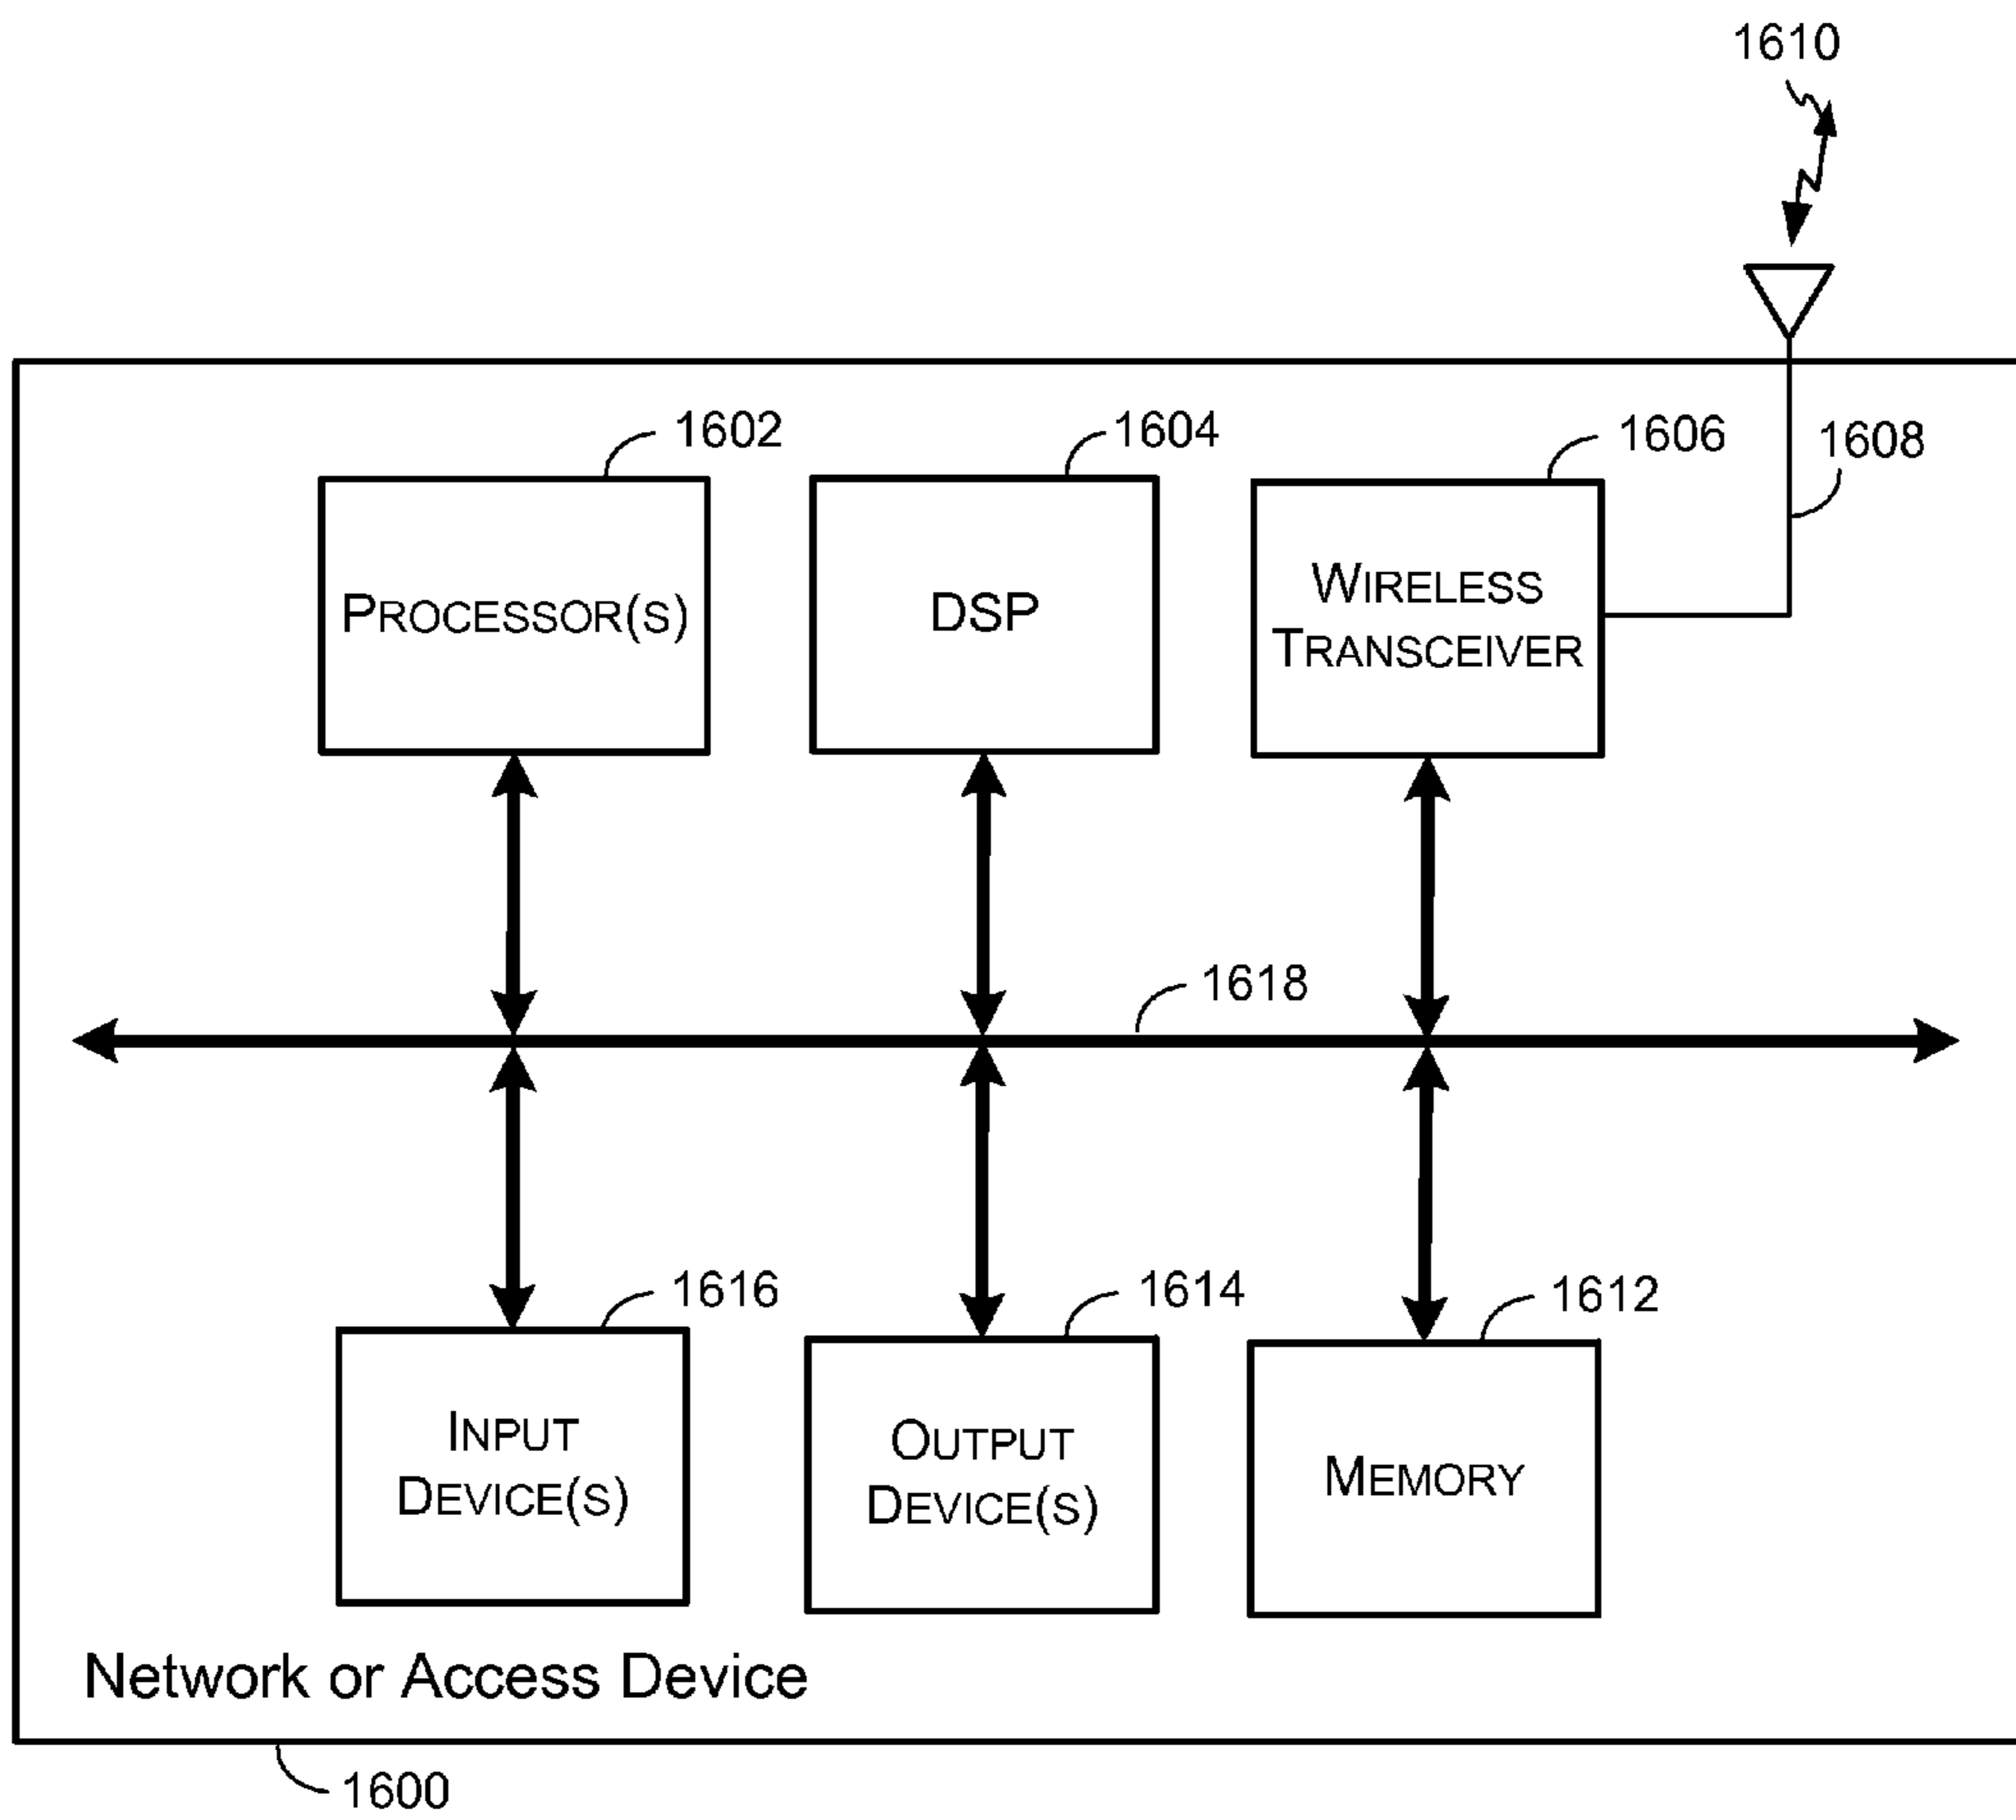 1610
1602
1604
1606
1608
PROCESSOR(S)
DSP
WIRELESS
TRANSCEIVER
1618
1616
1614
1612
INPUT
DEVICE(S)
OUTPUT
DEVICE(S)
MEMORY
Network or Access Device
1600